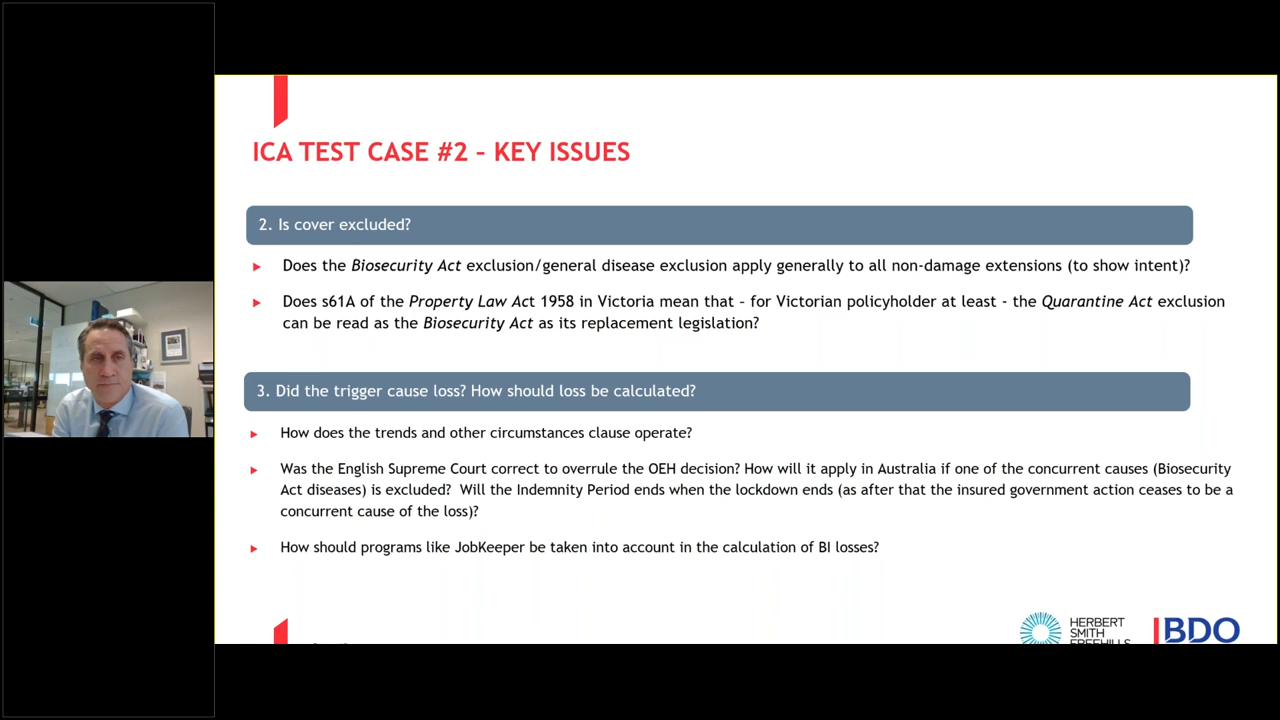 ICA TEST CASE #2 – KEY ISSUES
2. Is cover excluded?
Does the Biosecurity Act exclusion/general disease exclusion apply generally to all non-damage extensions (to show intent)?
Does s61A of the Property Law Act 1958 in Victoria mean that – for Victorian policyholder at least - the Quarantine Act exclusion
can be read as the Biosecurity Act as its replacement legislation?
3. Did the trigger cause loss? How should loss be calculated?
How does the trends and other circumstances clause operate?
Was the English Supreme Court correct to overrule the OEH decision? How will it apply in Australia if one of the concurrent causes (Biosecurity
Act diseases) is excluded?  Will the Indemnity Period ends when the lockdown ends (as after that the insured government action ceases to be a
concurrent cause of the loss)?
How should programs like JobKeeper be taken into account in the calculation of BI losses?
HERBERT
SMITH
FREEHILLS
BDO